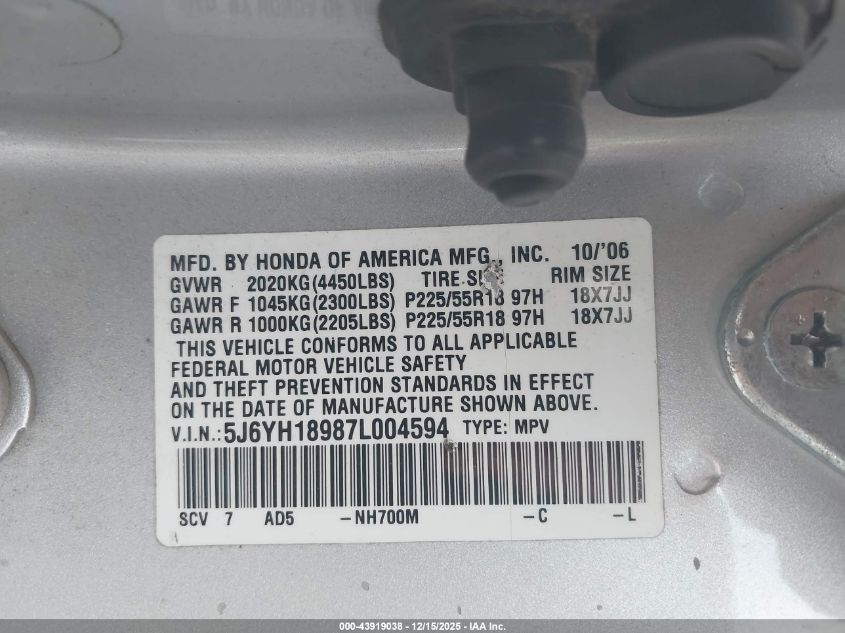 MFD. BY HONDA OF AMERICA MFG., INC. 10/'06
GVWR 2020KG(4450LBS) TIRE SIZE RIM SIZE
GAWR F 1045KG(2300LBS) P225/55R18 97H 18X7JJ
GAWR R 1000KG(2205LBS) P225/55R18 97H 18X7JJ
THIS VEHICLE CONFORMS TO ALL APPLICABLE
FEDERAL MOTOR VEHICLE SAFETY
AND THEFT PREVENTION STANDARDS IN EFFECT
ON THE DATE OF MANUFACTURE SHOWN ABOVE.
V.I.N.: 5J6YH18987L004594 TYPE: MPV
SCV 7 AD5 -NH700M -C -L
000-43919038 - 12/15/2025 - IAA Inc.